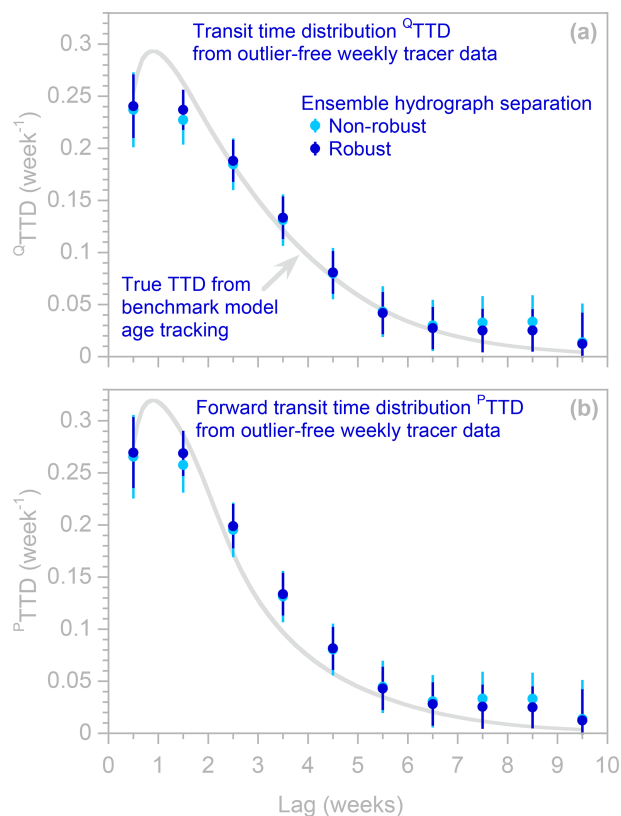 Transit time distribution QTTD
from outlier-free weekly tracer data
(a)
Ensemble hydrograph separation
Non-robust
Robust
True TTD from
benchmark model
age tracking
QTTD (week-1)
0.3
0.25
0.2
0.15
0.1
0.05
0
Forward transit time distribution PTTD
from outlier-free weekly tracer data
(b)
PTTD (week-1)
0.3
0.25
0.2
0.15
0.1
0.05
0
0 1 2 3 4 5 6 7 8 9 10
Lag (weeks)